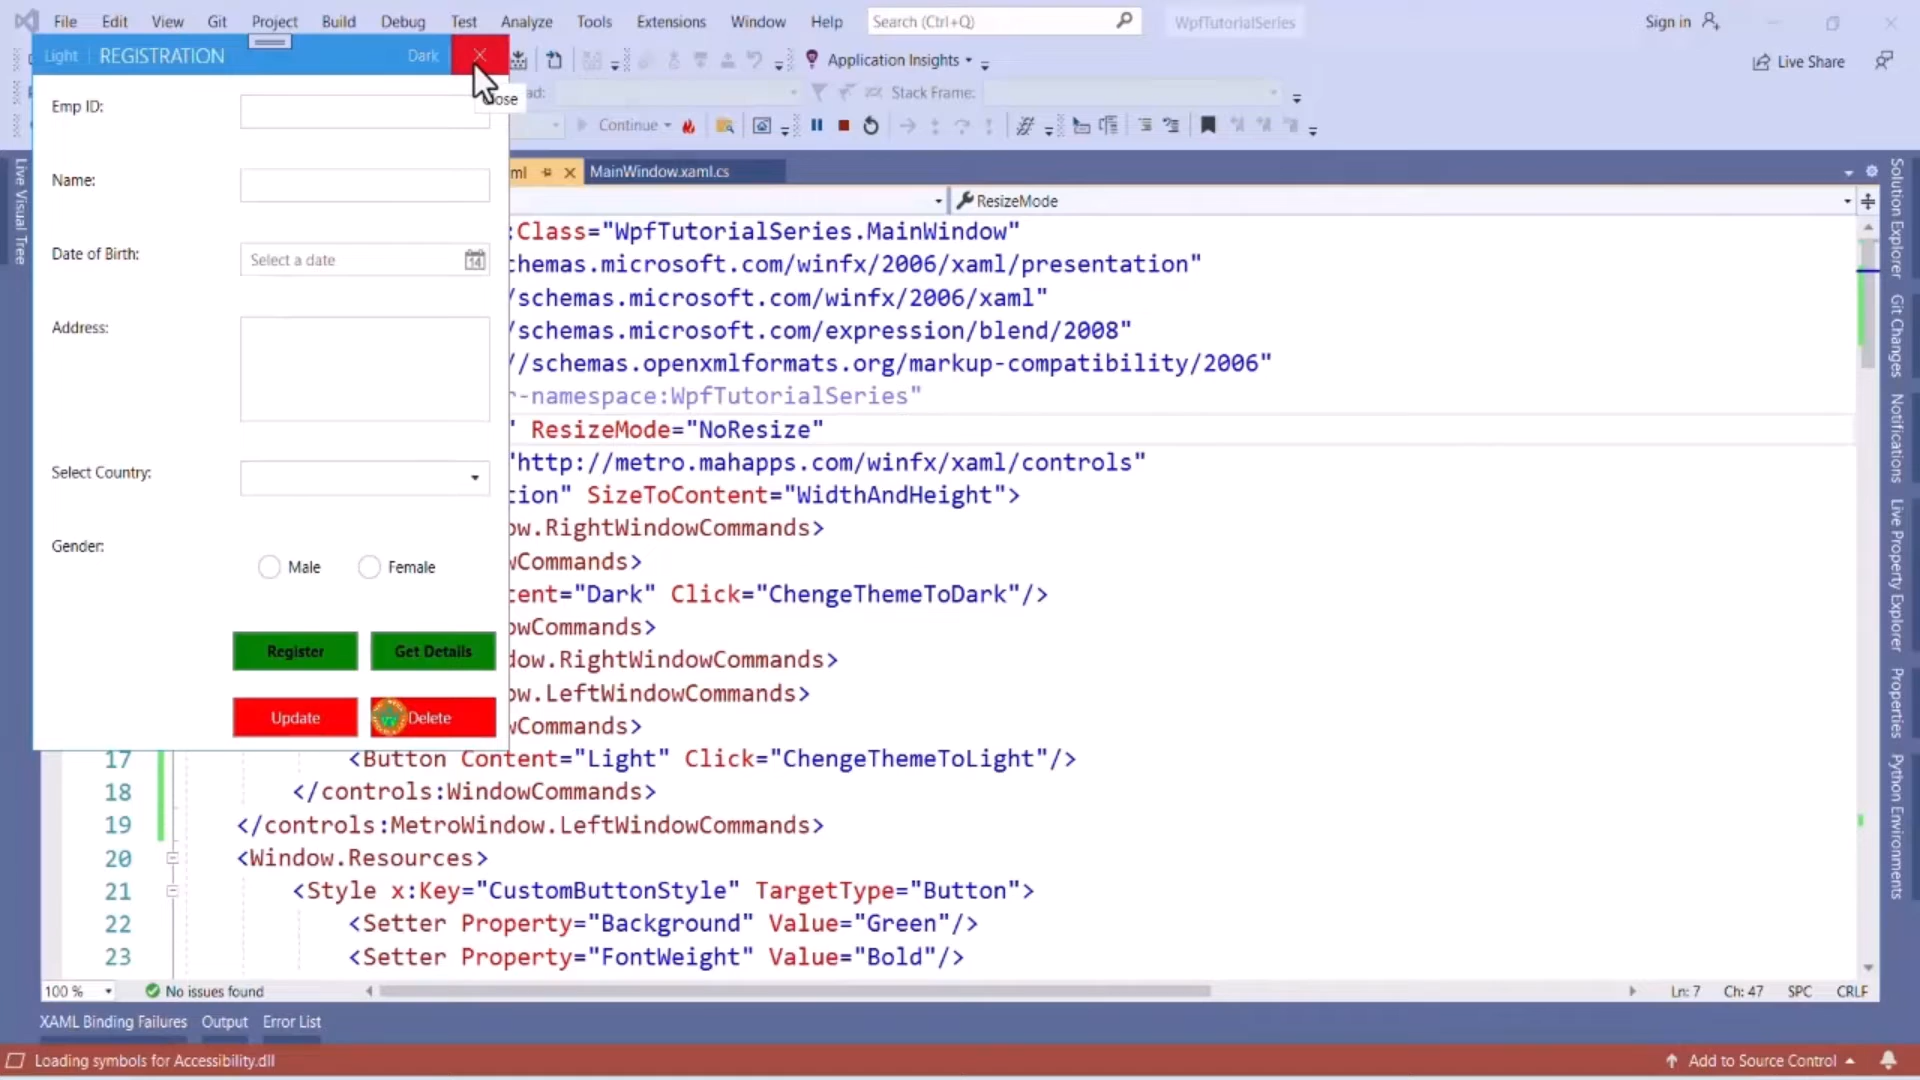 File Edit View Git Project Build Debug Test Analyze Tools Extensions Window Help Search (Ctrl+Q) WpfTutorialSeries Sign in
Light REGISTRATION Dark
Application Insights Live Share
Stack Frame:
Continue
MainWindow.xaml.cs
ResizeMode
Emp ID:
Name:
Date of Birth:
Select a date
14
Address:
Select Country:
Gender:
Male Female
Register Get Details
Update Delete
:Class="WpfTutorialSeries.MainWindow"
chemas.microsoft.com/winfx/2006/xaml/presentation"
/schemas.microsoft.com/winfx/2006/xaml"
/schemas.microsoft.com/expression/blend/2008"
//schemas.openxmlformats.org/markup-compatibility/2006"
r-namespace:WpfTutorialSeries"
" ResizeMode="NoResize"
"http://metro.mahapps.com/winfx/xaml/controls"
tion" SizeToContent="WidthAndHeight">
ow.RightWindowCommands>
wCommands>
tent="Dark" Click="ChengeThemeToDark"/>
owCommands>
dow.RightWindowCommands>
ow.LeftWindowCommands>
wCommands>
17 <Button Content="Light" Click="ChengeThemeToLight"/>
18 </controls:WindowCommands>
19 </controls:MetroWindow.LeftWindowCommands>
20 <Window.Resources>
21 <Style x:Key="CustomButtonStyle" TargetType="Button">
22 <Setter Property="Background" Value="Green"/>
23 <Setter Property="FontWeight" Value="Bold"/>
100 % No issues found Ln: 7 Ch: 47 SPC CRLF
XAML Binding Failures Output Error List
Loading symbols for Accessibility.dll Add to Source Control
Live Visual Tree
Solution Explorer
Git Changes
Notifications
Live Property Explorer
Properties
Python Environments